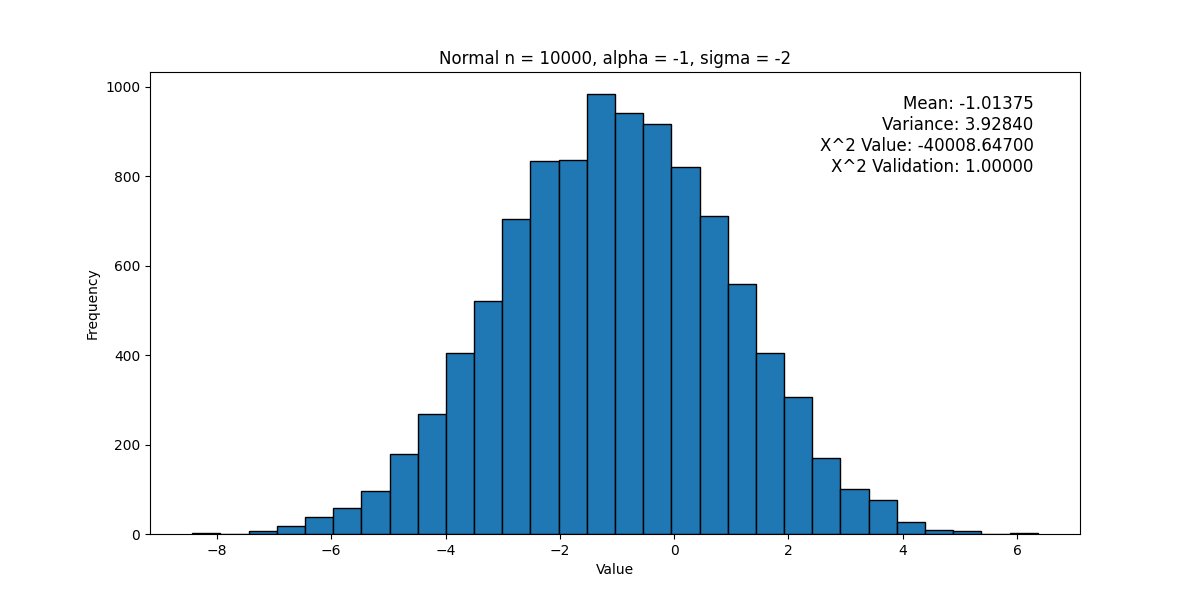 Normal n = 10000, alpha = -1, sigma = -2
Mean: -1.01375
Variance: 3.92840
X^2 Value: -40008.64700
X^2 Validation: 1.00000
1000
800
600
400
200
0
Frequency
−8 −6 −4 −2 0 2 4 6
Value